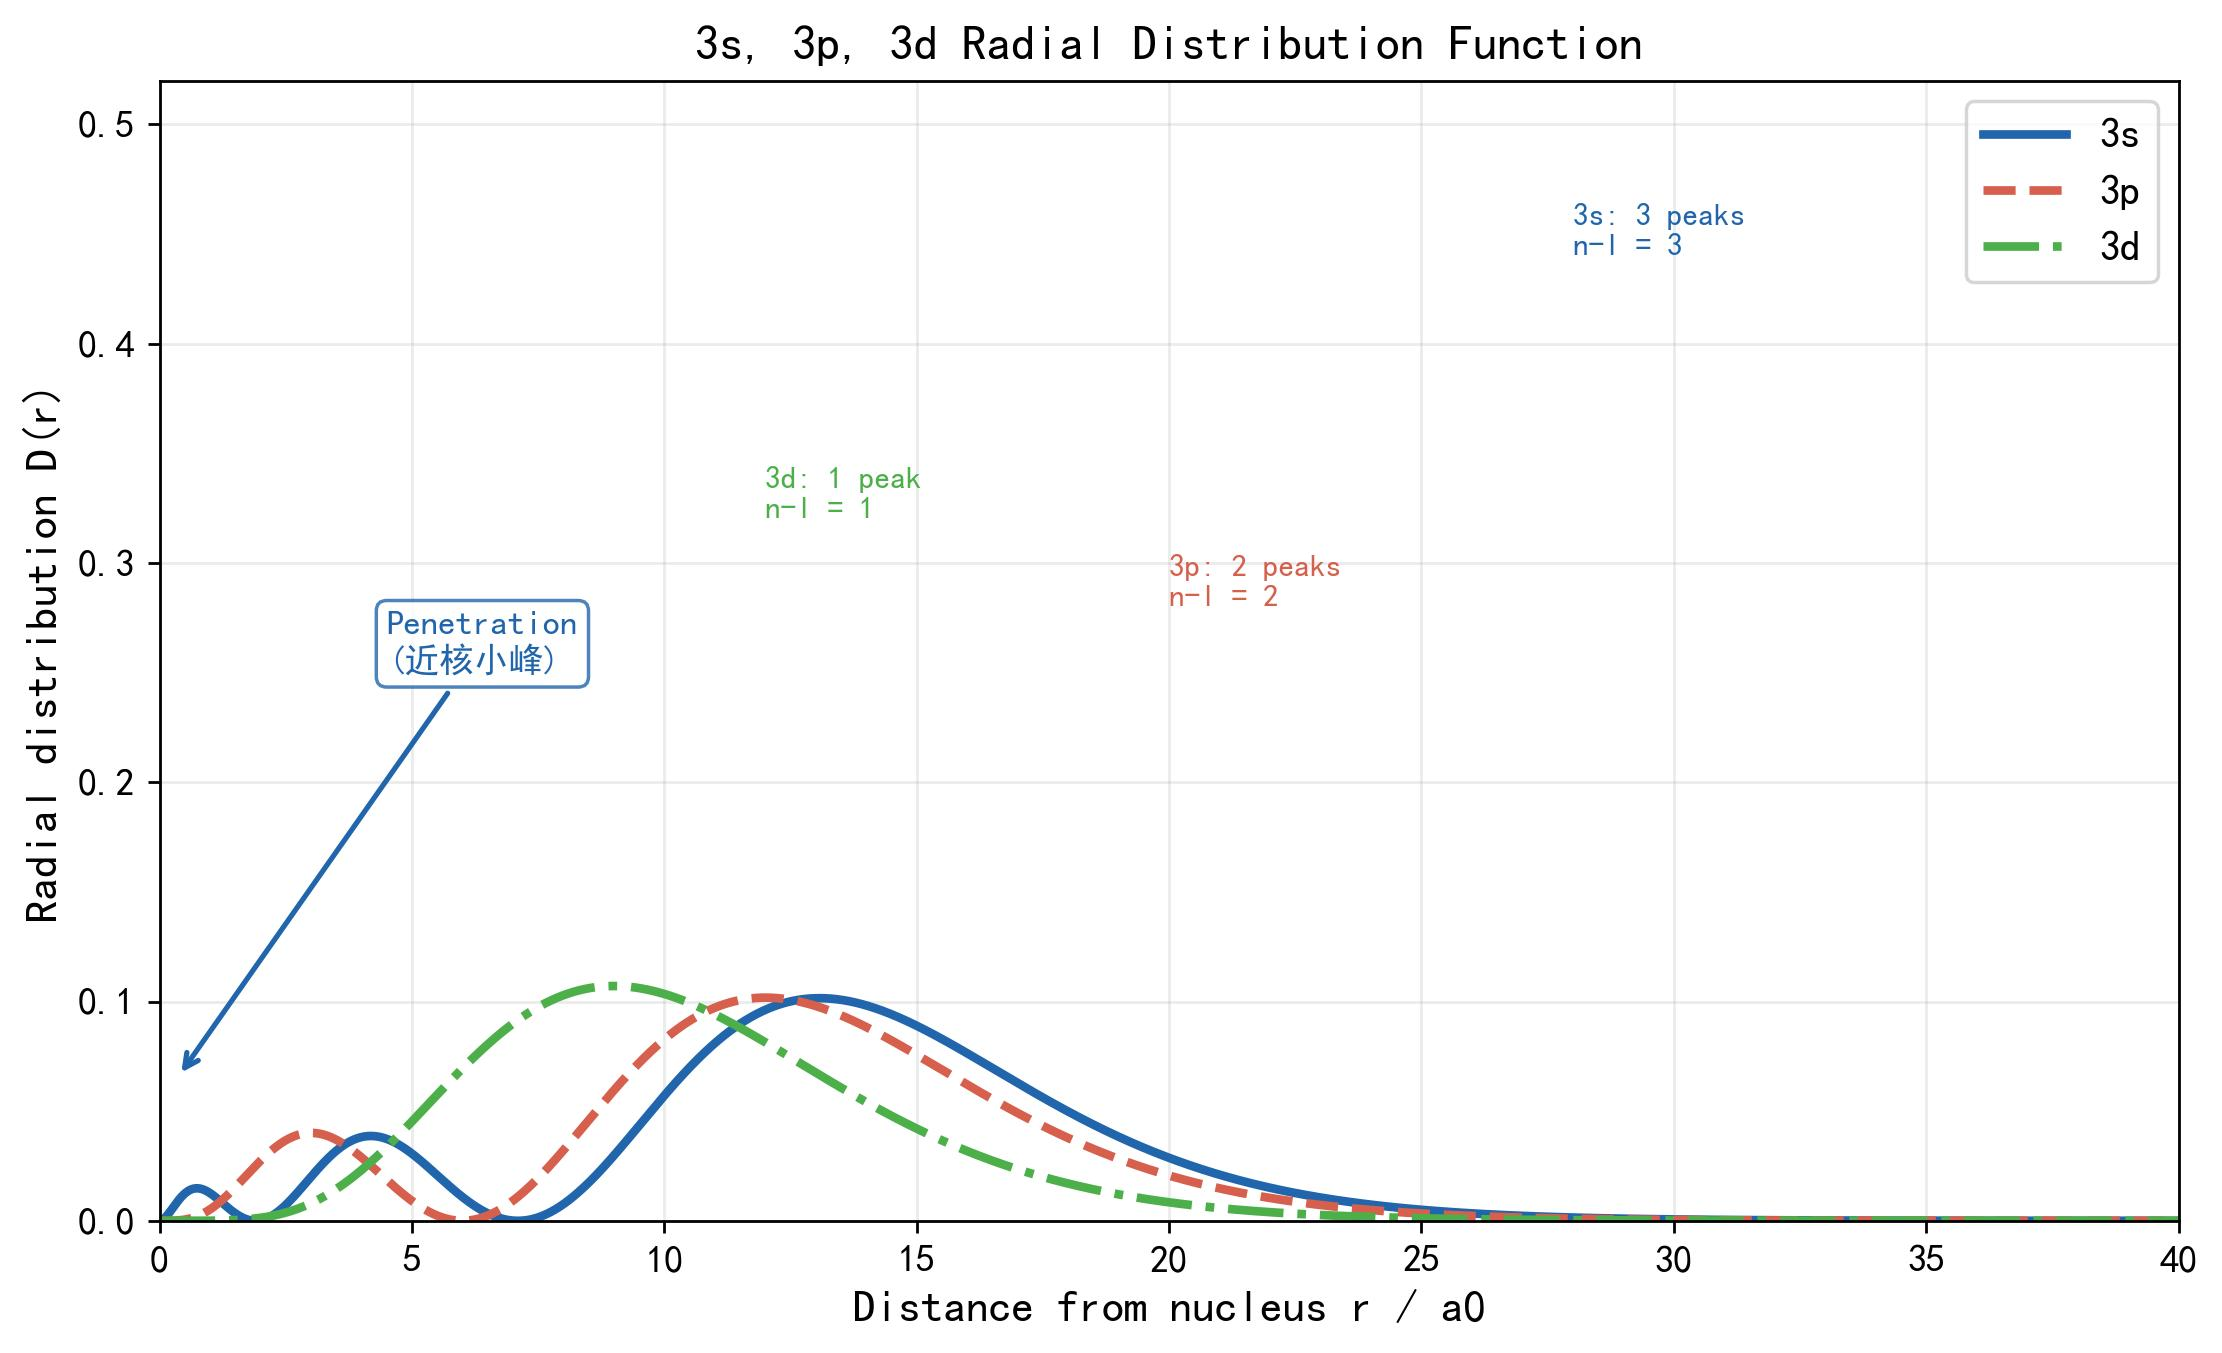 3s, 3p, 3d Radial Distribution Function
Radial distribution D(r)
0.5
0.4
0.3
0.2
0.1
0.0
3s
3p
3d
3s: 3 peaks
n-l = 3
3d: 1 peak
n-l = 1
3p: 2 peaks
n-l = 2
Penetration
(近核小峰)
0 5 10 15 20 25 30 35 40
Distance from nucleus r / a0